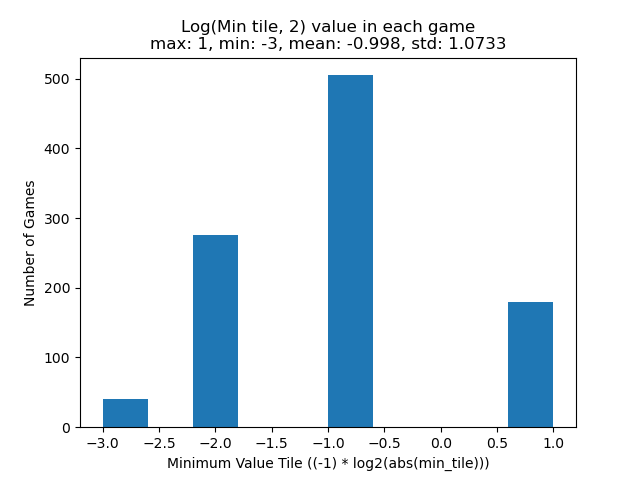 Log(Min tile, 2) value in each game
max: 1, min: -3, mean: -0.998, std: 1.0733
500
400
300
200
100
0
Number of Games
−3.0 −2.5 −2.0 −1.5 −1.0 −0.5 0.0 0.5 1.0
Minimum Value Tile ((-1) * log2(abs(min_tile)))